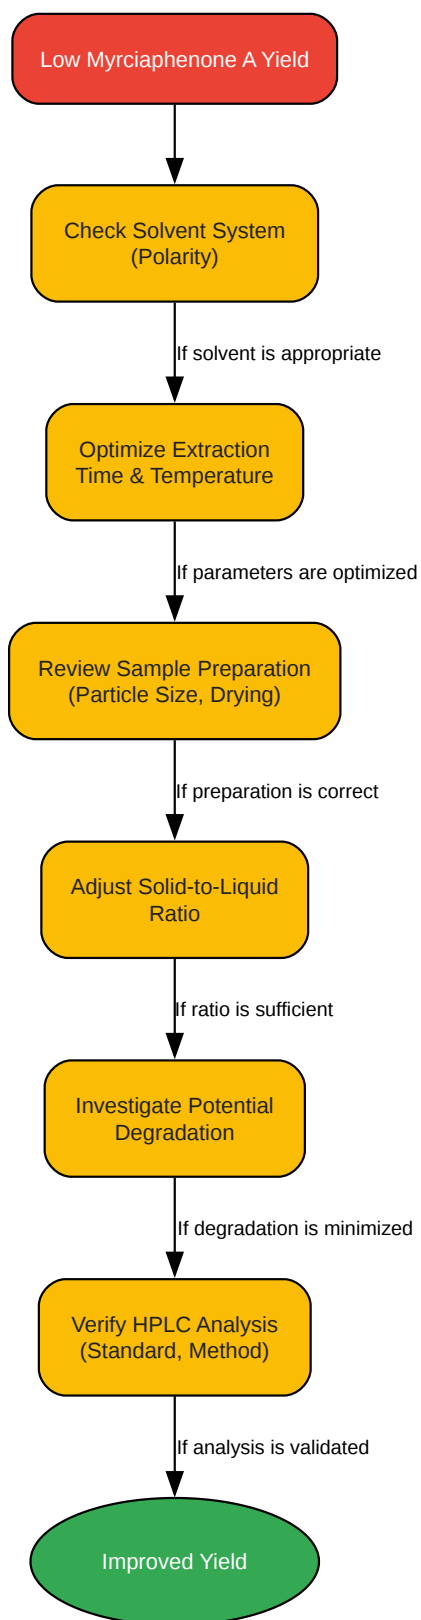 Low Myrciaphenone A Yield
Check Solvent System
(Polarity)
If solvent is appropriate
Optimize Extraction
Time & Temperature
If parameters are optimized
Review Sample Preparation
(Particle Size, Drying)
If preparation is correct
Adjust Solid-to-Liquid
Ratio
If ratio is sufficient
Investigate Potential
Degradation
If degradation is minimized
Verify HPLC Analysis
(Standard, Method)
If analysis is validated
Improved Yield